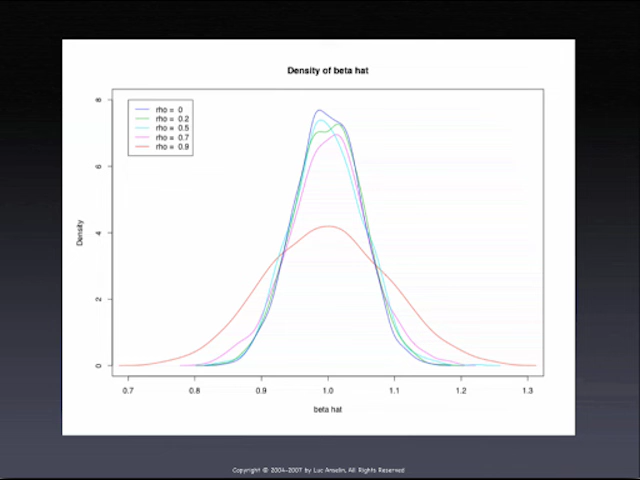 Density of beta hat
rho = 0
rho = 0.2
rho = 0.5
rho = 0.7
rho = 0.9
Density
8
6
4
2
0
0.7 0.8 0.9 1.0 1.1 1.2 1.3
beta hat
Copyright © 2004-2007 by Luc Anselin, All Rights Reserved